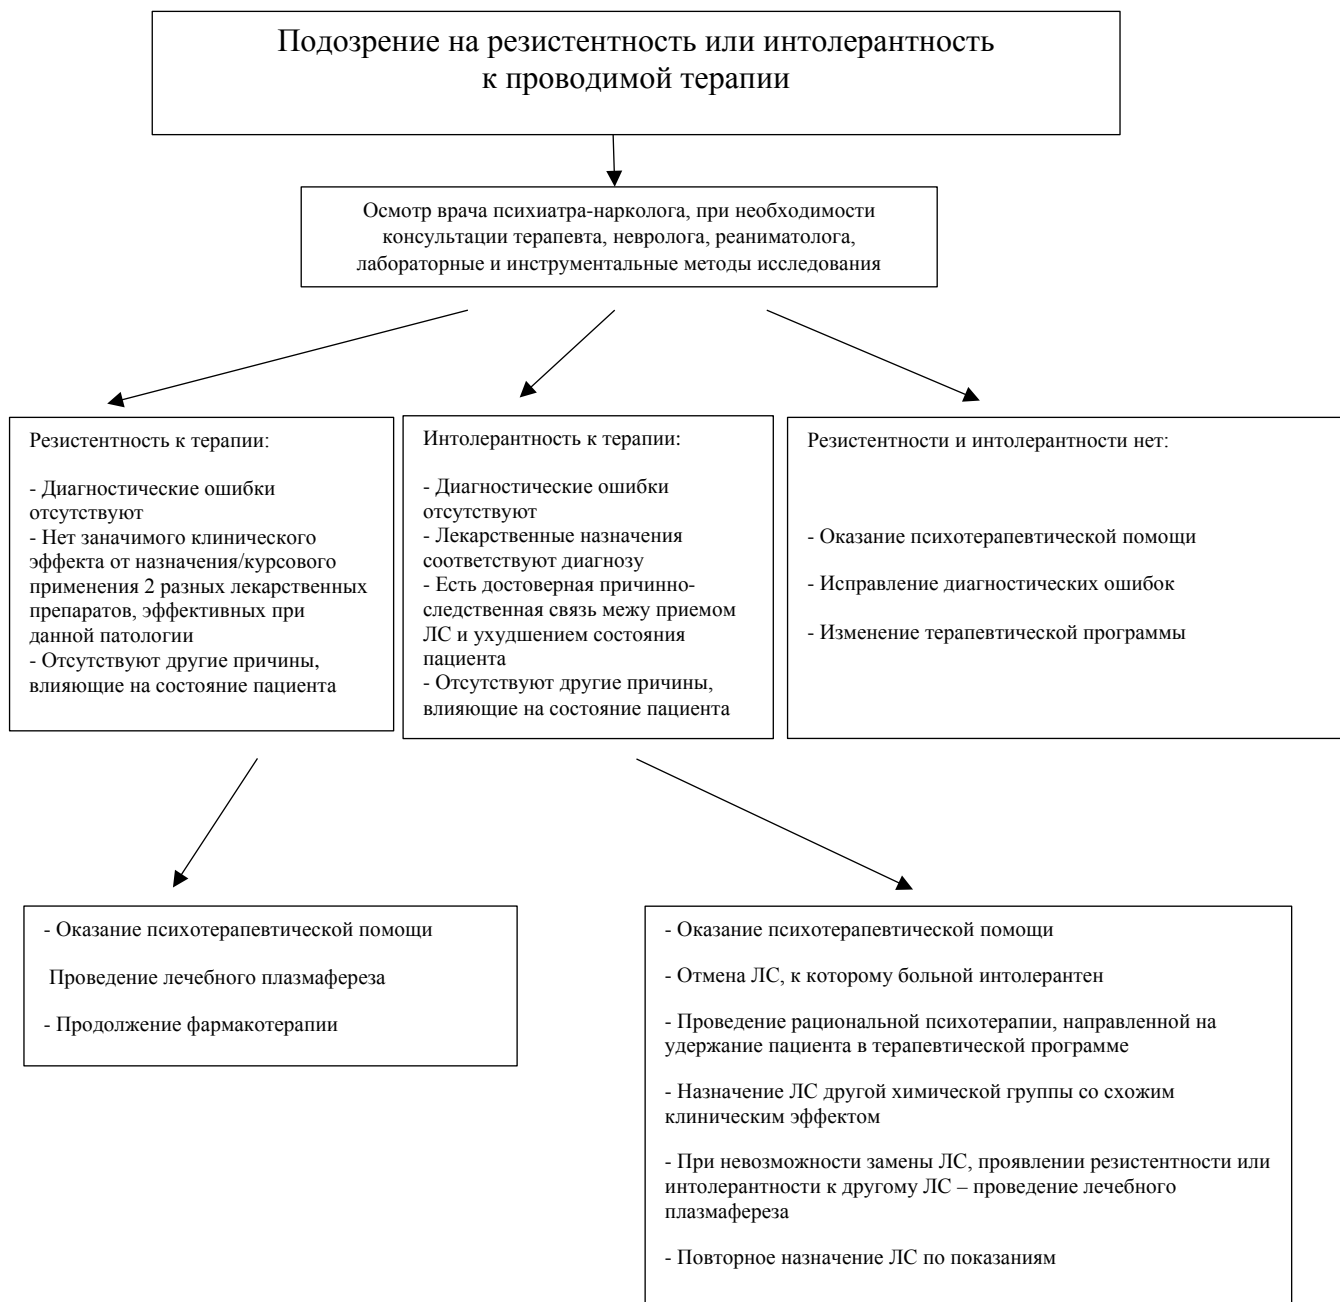 Подозрение на резистентность или интолерантность
к проводимой терапии
Осмотр врача психиатра-нарколога, при необходимости
консультации терапевта, невролога, реаниматолога,
лабораторные и инструментальные методы исследования
Резистентность к терапии:
- Диагностические ошибки
отсутствуют
- Нет заначимого клинического
эффекта от назначения/курсового
применения 2 разных лекарственных
препаратов, эффективных при
данной патологии
- Отсутствуют другие причины,
влияющие на состояние пациента
Интолерантность к терапии:
- Диагностические ошибки
отсутствуют
- Лекарственные назначения
соответствуют диагнозу
- Есть достоверная причинно-
следственная связь межу приемом
ЛС и ухудшением состояния
пациента
- Отсутствуют другие причины,
влияющие на состояние пациента
Резистентности и интолерантности нет:
- Оказание психотерапевтической помощи
- Исправление диагностических ошибок
- Изменение терапевтической программы
- Оказание психотерапевтической помощи
Проведение лечебного плазмафереза
- Продолжение фармакотерапии
- Оказание психотерапевтической помощи
- Отмена ЛС, к которому больной интолерантен
- Проведение рациональной психотерапии, направленной на
удержание пациента в терапевтической программе
- Назначение ЛС другой химической группы со схожим
клиническим эффектом
- При невозможности замены ЛС, проявлении резистентности или
интолерантности к другому ЛС – проведение лечебного
плазмафереза
- Повторное назначение ЛС по показаниям